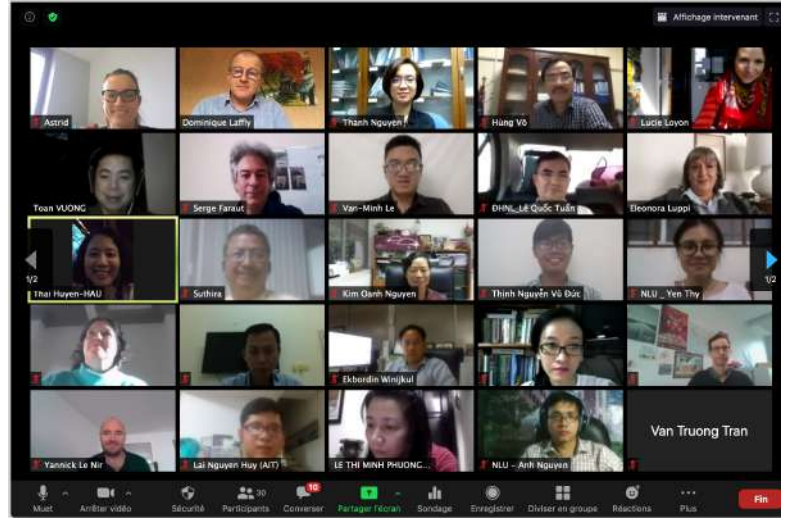 Affichage intervenant
Astrid
Dominique Laffly
Thanh Nguyen
Hùng Võ
Lucie Loyon
Toan VUONG
Serge Faraut
Van-Minh Le
ĐHNL_Lê Quốc Tuấn
Eleonora Luppi
1/2
1/2
Thai Huyen-HAU
Suthira
Kim Oanh Nguyen
Thịnh Nguyễn Vũ Đức
NLU _ Yen Thy
Ekbordin Winijkul
Yannick Le Nir
Lai Nguyen Huy (AIT)
LE THI MINH PHUONG...
NLU - Anh Nguyen
Van Truong Tran
10
30
Muet
Arrêter vidéo
Sécurité
Participants
Converser
Partager l'écran
Sondage
Enregistrer
Diviser en groupe
Réactions
Plus
Fin